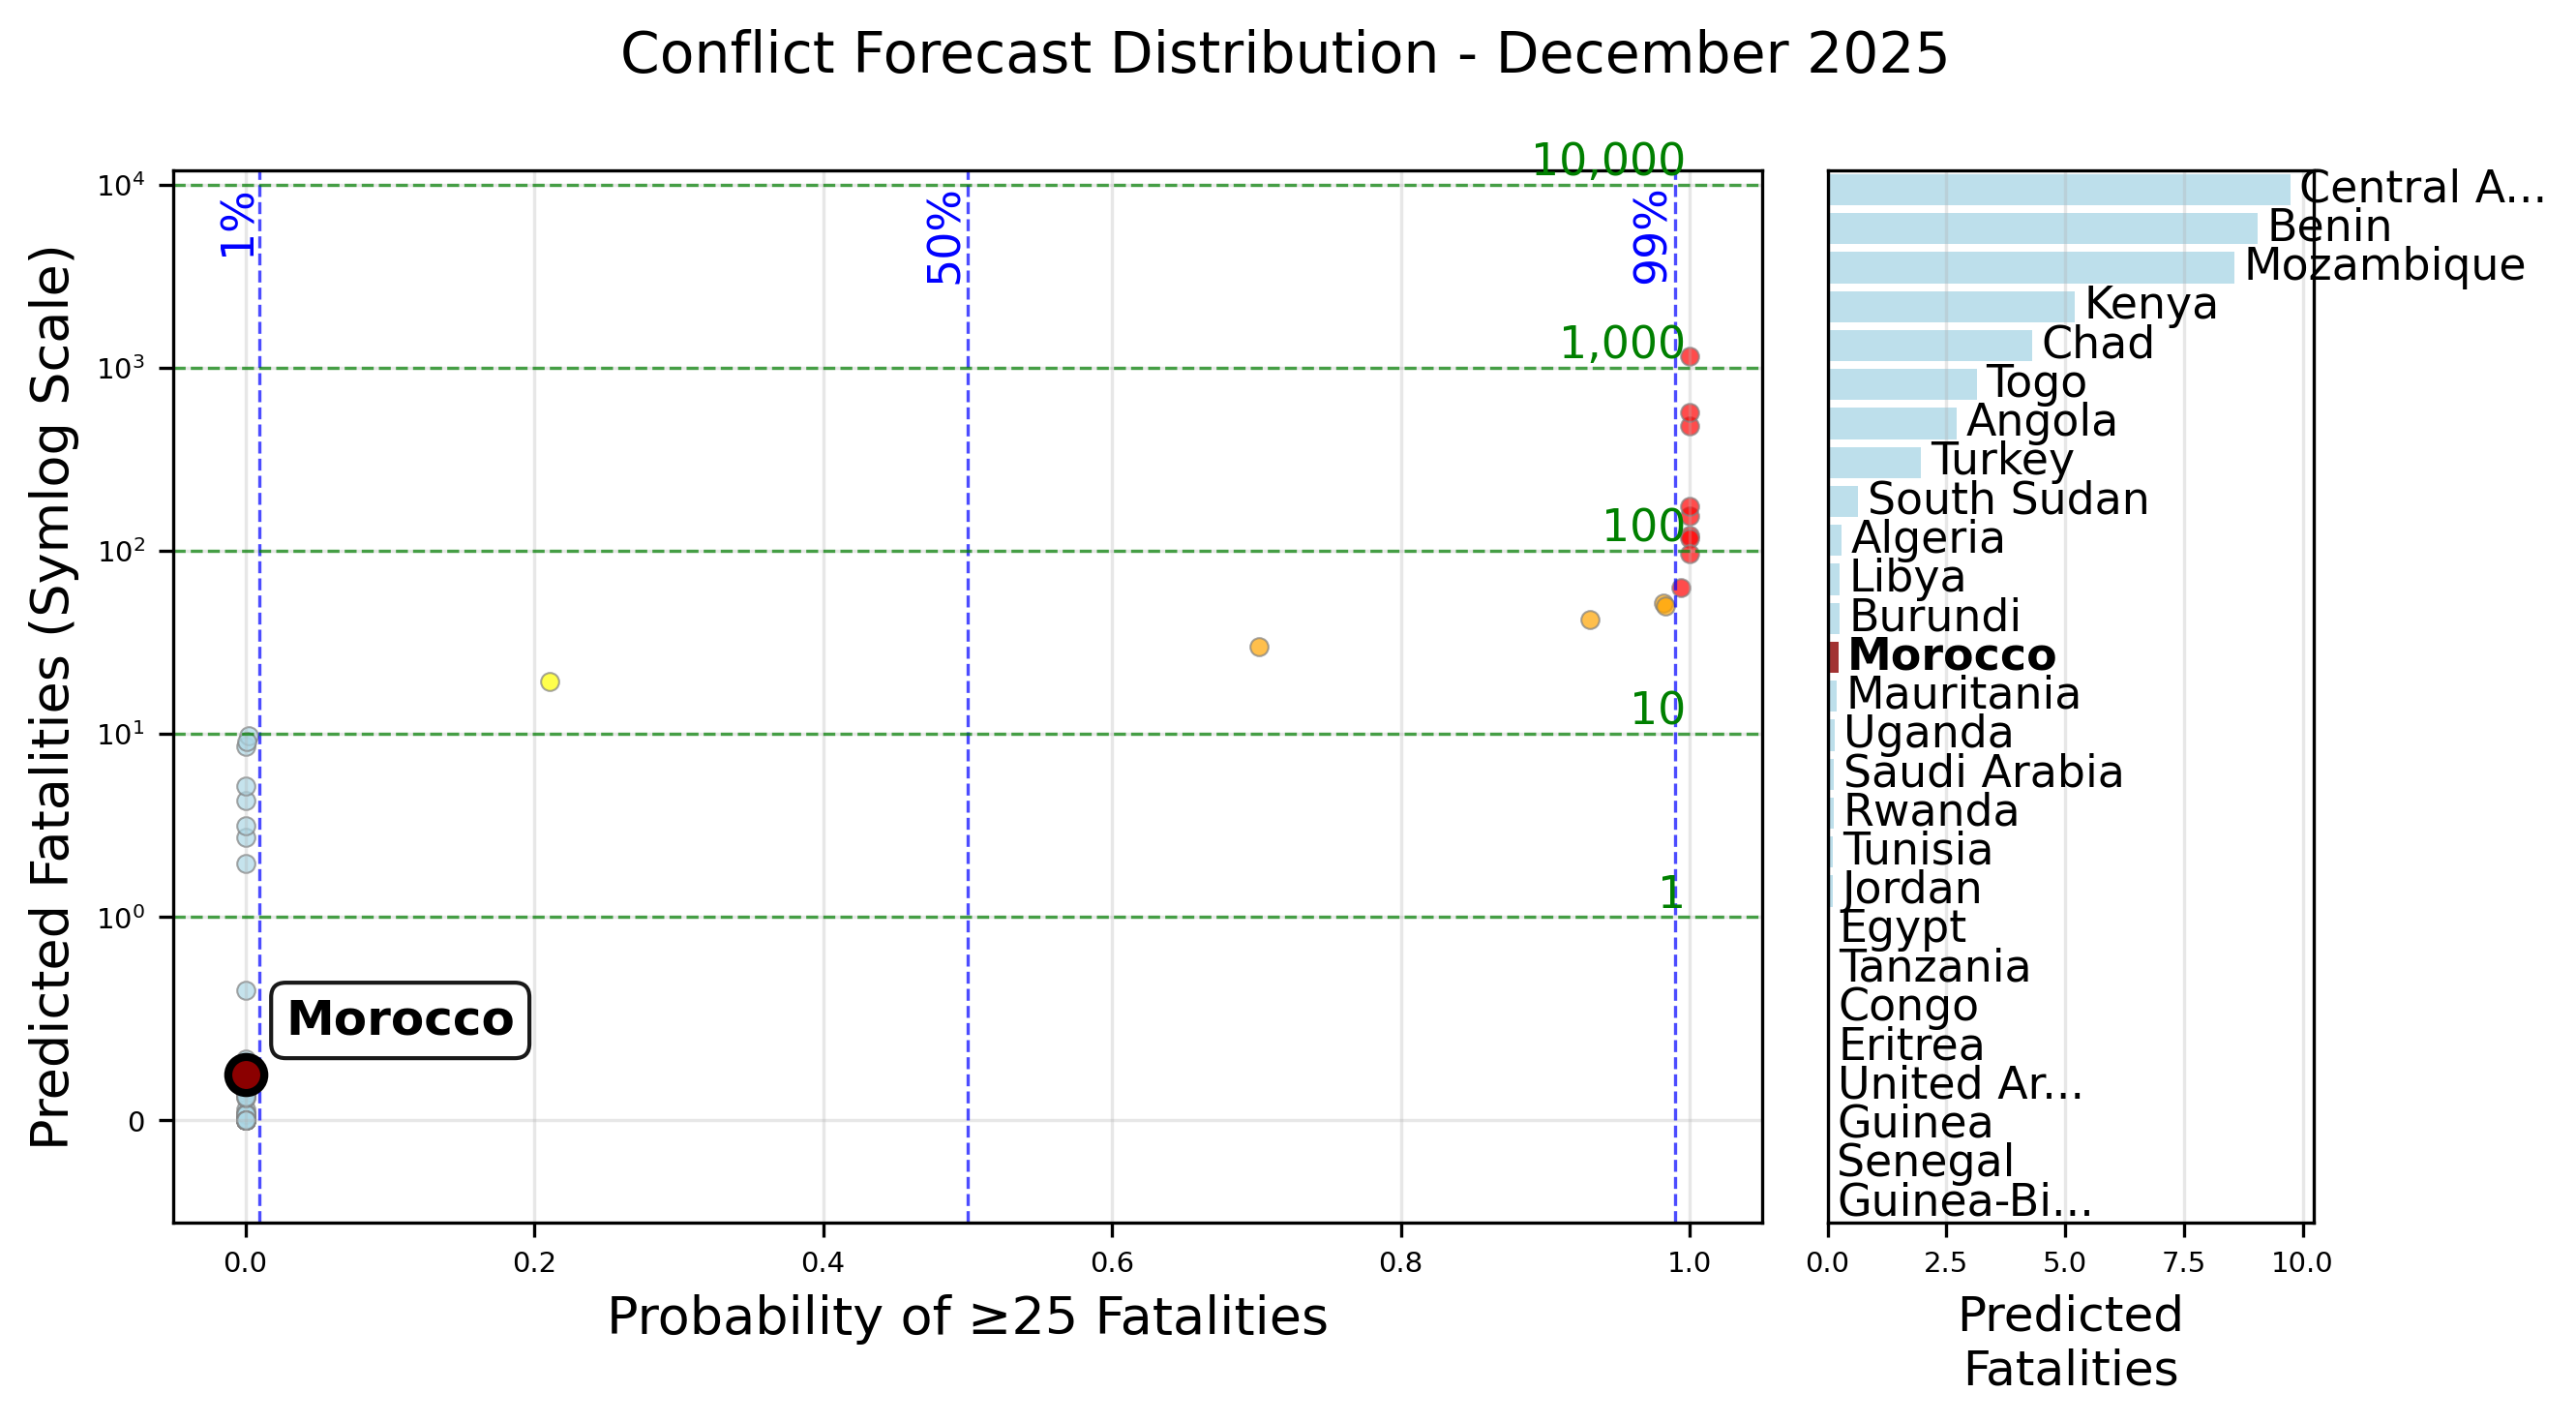 Conflict Forecast Distribution - December 2025
Predicted Fatalities (Symlog Scale)
10⁴
10³
10²
10¹
10⁰
0
1%
50%
99%
10,000
1,000
100
10
1
Morocco
0.0
0.2
0.4
0.6
0.8
1.0
Probability of ≥25 Fatalities
Central A...
Benin
Mozambique
Kenya
Chad
Togo
Angola
Turkey
South Sudan
Algeria
Libya
Burundi
Morocco
Mauritania
Uganda
Saudi Arabia
Rwanda
Tunisia
Jordan
Egypt
Tanzania
Congo
Eritrea
United Ar...
Guinea
Senegal
Guinea-Bi...
0.0
2.5
5.0
7.5
10.0
Predicted
Fatalities